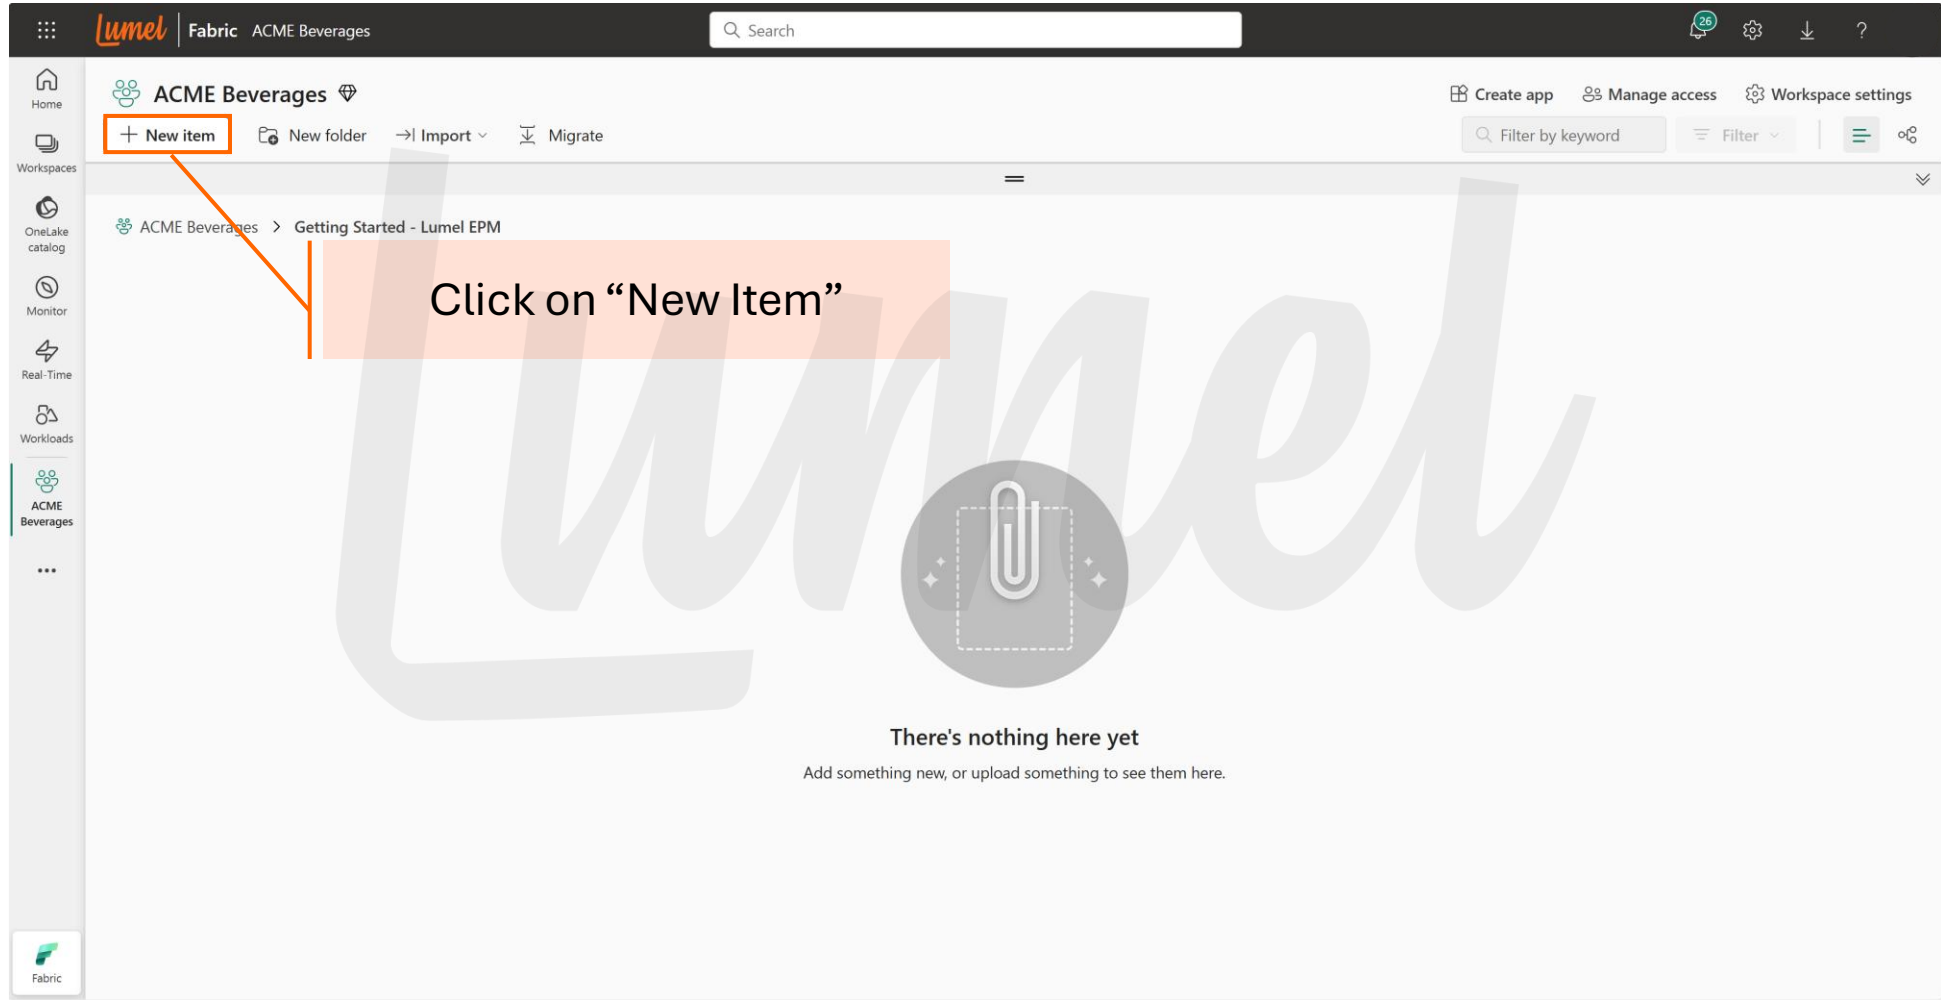 Lumel Fabric ACME Beverages
Search
26
?
Home
Workspaces
OneLake
catalog
Monitor
Real-Time
Workloads
ACME
Beverages
Fabric
ACME Beverages
Create app
Manage access
Workspace settings
New item
New folder
Import
Migrate
Filter by keyword
Filter
ACME Beverages > Getting Started - Lumel EPM
Click on “New Item”
Lumel
There's nothing here yet
Add something new, or upload something to see them here.